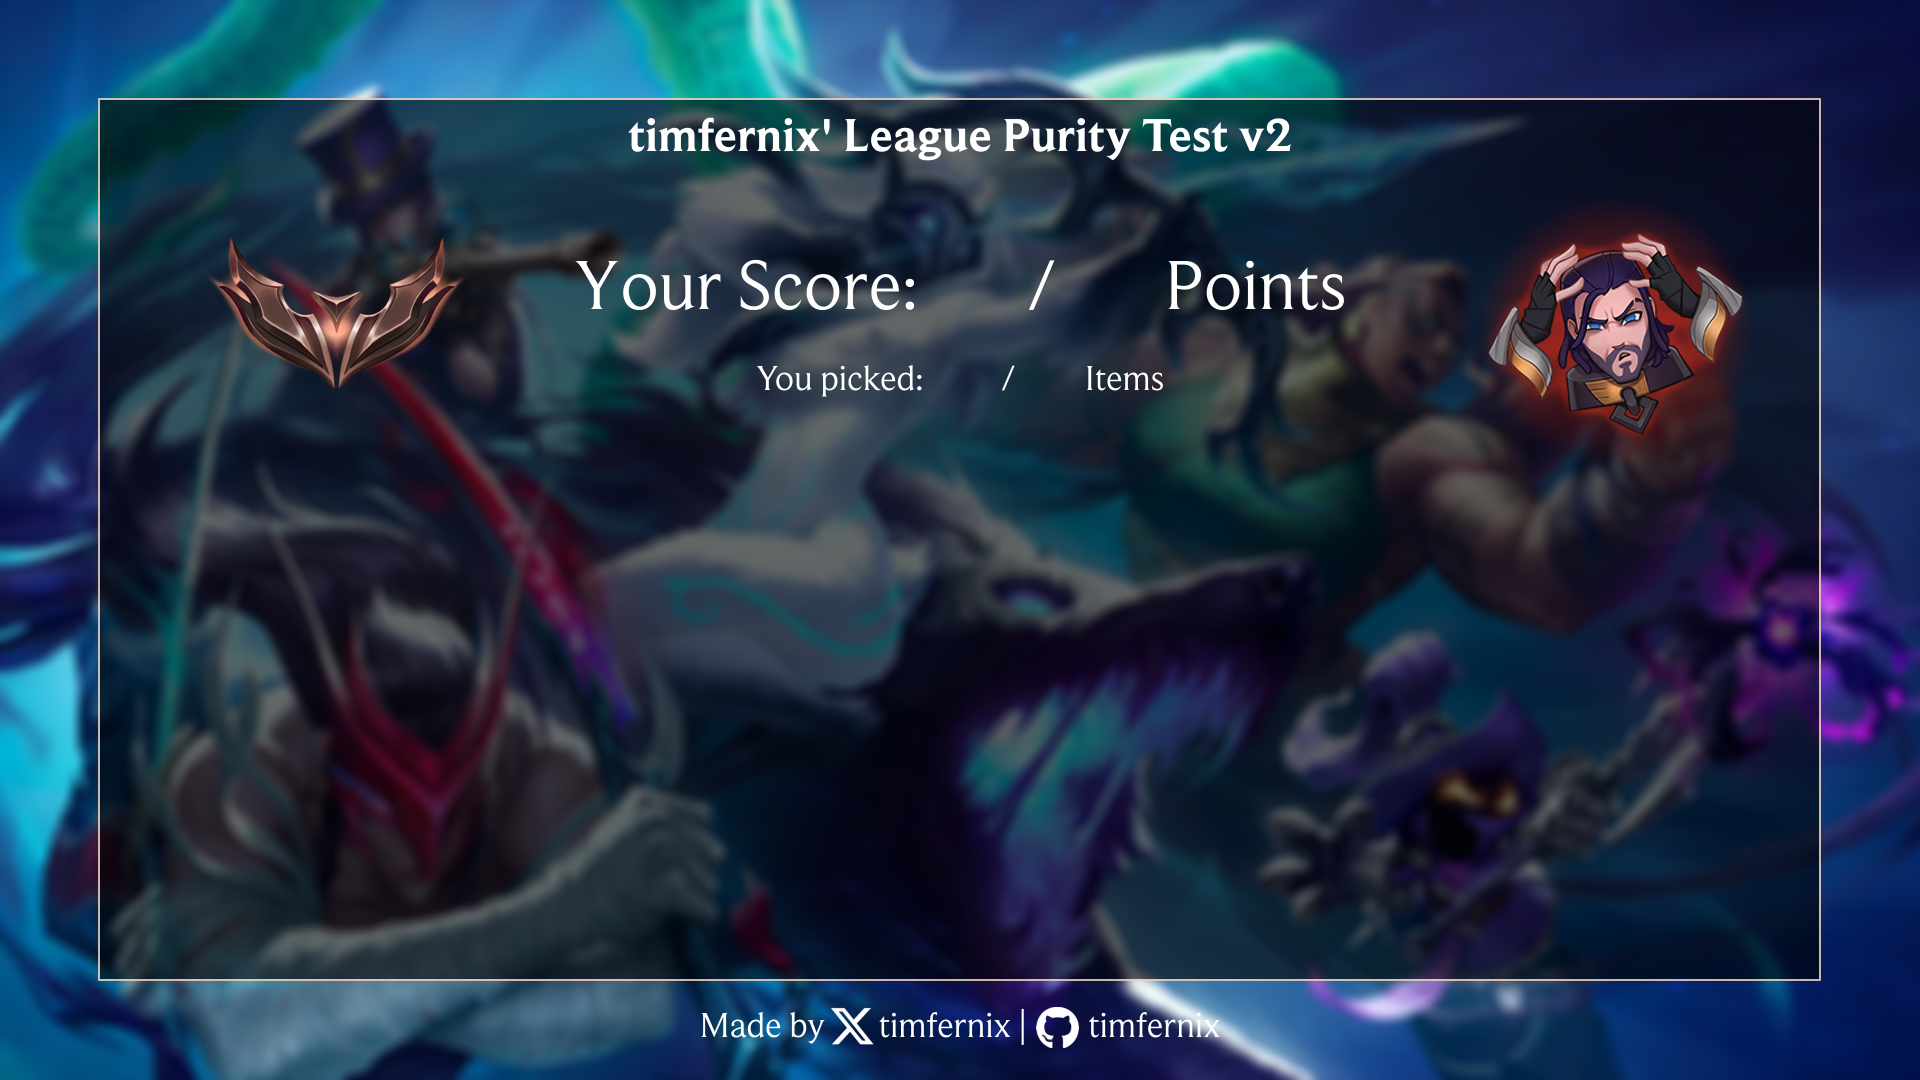 timfernix' League Purity Test v2
Your Score: / Points
You picked: / Items
Made by timfernix | timfernix